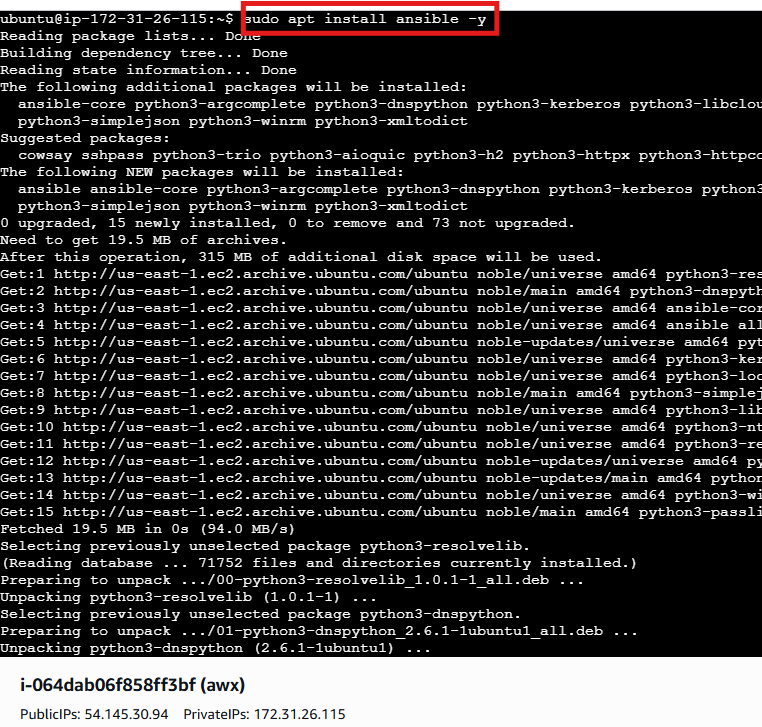 ubuntu@ip-172-31-26-115:~$ sudo apt install ansible -y
Reading package lists... Done
Building dependency tree... Done
Reading state information... Done
The following additional packages will be installed:
  ansible-core python3-argcomplete python3-dnspython python3-kerberos python3-libclou
  python3-simplejson python3-winrm python3-xmltodict
Suggested packages:
  cowsay sshpass python3-trio python3-aioquic python3-h2 python3-httpx python3-httpco
The following NEW packages will be installed:
  ansible ansible-core python3-argcomplete python3-dnspython python3-kerberos python3
  python3-simplejson python3-winrm python3-xmltodict
0 upgraded, 15 newly installed, 0 to remove and 73 not upgraded.
Need to get 19.5 MB of archives.
After this operation, 315 MB of additional disk space will be used.
Get:1 http://us-east-1.ec2.archive.ubuntu.com/ubuntu noble/universe amd64 python3-res
Get:2 http://us-east-1.ec2.archive.ubuntu.com/ubuntu noble/main amd64 python3-dnspyth
Get:3 http://us-east-1.ec2.archive.ubuntu.com/ubuntu noble/universe amd64 ansible-cor
Get:4 http://us-east-1.ec2.archive.ubuntu.com/ubuntu noble/universe amd64 ansible all
Get:5 http://us-east-1.ec2.archive.ubuntu.com/ubuntu noble-updates/universe amd64 pyt
Get:6 http://us-east-1.ec2.archive.ubuntu.com/ubuntu noble/universe amd64 python3-ker
Get:7 http://us-east-1.ec2.archive.ubuntu.com/ubuntu noble/universe amd64 python3-loc
Get:8 http://us-east-1.ec2.archive.ubuntu.com/ubuntu noble/main amd64 python3-simplej
Get:9 http://us-east-1.ec2.archive.ubuntu.com/ubuntu noble/universe amd64 python3-lib
Get:10 http://us-east-1.ec2.archive.ubuntu.com/ubuntu noble/universe amd64 python3-nt
Get:11 http://us-east-1.ec2.archive.ubuntu.com/ubuntu noble/universe amd64 python3-re
Get:12 http://us-east-1.ec2.archive.ubuntu.com/ubuntu noble-updates/universe amd64 py
Get:13 http://us-east-1.ec2.archive.ubuntu.com/ubuntu noble-updates/main amd64 python
Get:14 http://us-east-1.ec2.archive.ubuntu.com/ubuntu noble/universe amd64 python3-wi
Get:15 http://us-east-1.ec2.archive.ubuntu.com/ubuntu noble/main amd64 python3-passli
Fetched 19.5 MB in 0s (94.0 MB/s)
Selecting previously unselected package python3-resolvelib.
(Reading database ... 71752 files and directories currently installed.)
Preparing to unpack .../00-python3-resolvelib_1.0.1-1_all.deb ...
Unpacking python3-resolvelib (1.0.1-1) ...
Selecting previously unselected package python3-dnspython.
Preparing to unpack .../01-python3-dnspython_2.6.1-1ubuntu1_all.deb ...
Unpacking python3-dnspython (2.6.1-1ubuntu1) ...
i-064dab06f858ff3bf (awx)
PublicIPs: 54.145.30.94 PrivateIPs: 172.31.26.115